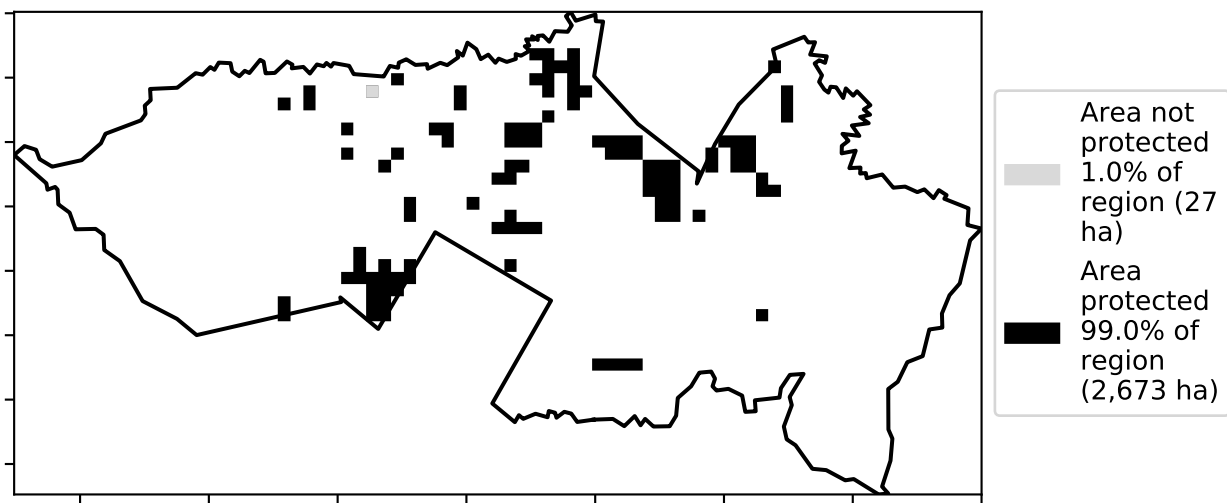 Area not
protected
1.0% of
region (27
ha)
Area
protected
99.0% of
region
(2,673 ha)